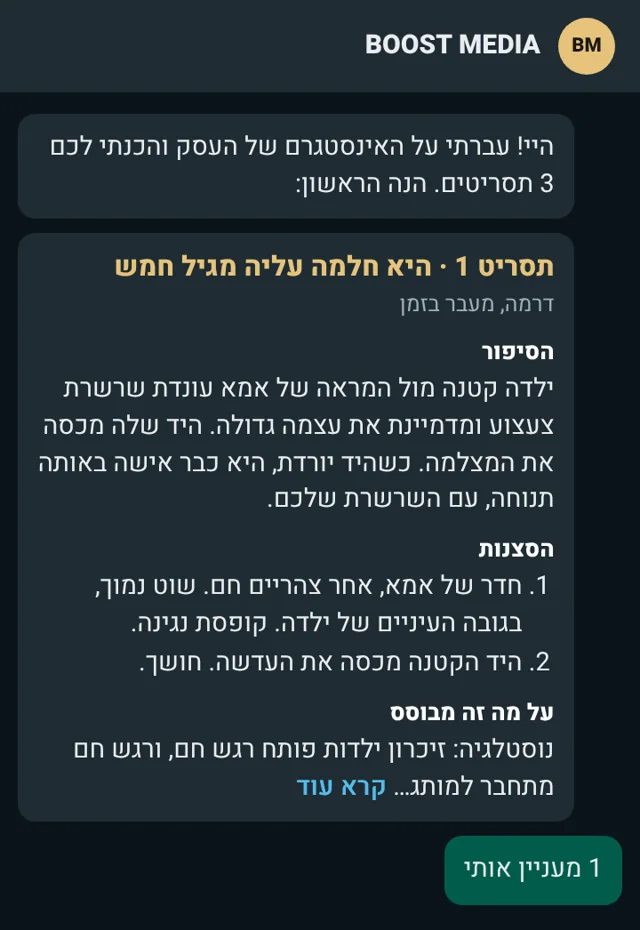 BOOST MEDIA
BM
היי! עברתי על האינסטגרם של העסק והכנתי לכם
3 תסריטים. הנה הראשון:
תסריט 1 · היא חלמה עליה מגיל חמש
דרמה, מעבר בזמן
הסיפור
ילדה קטנה מול המראה של אמא עונדת שרשרת
צעצוע ומדמיינת את עצמה גדולה. היד שלה מכסה
את המצלמה. כשהיד יורדת, היא כבר אישה באותה
תנוחה, עם השרשרת שלכם.
הסצנות
1. חדר של אמא, אחר צהריים חם. שוט נמוך,
בגובה העיניים של ילדה. קופסת נגינה.
2. היד הקטנה מכסה את העדשה. חושך.
על מה זה מבוסס
נוסטלגיה: זיכרון ילדות פותח רגש חם, ורגש חם
מתחבר למותג... קרא עוד
1 מעניין אותי